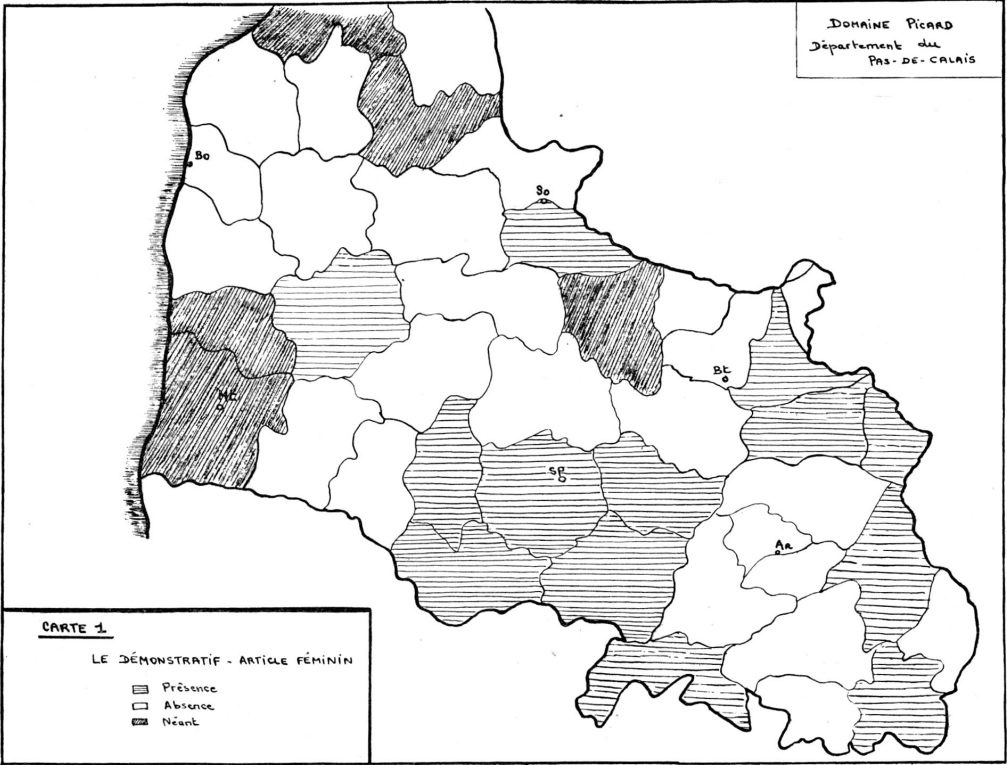 DOMAINE PICARD
Département du
PAS-DE-CALAIS
Bo
So
Bt
ME
SP
AR
CARTE 1
LE DÉMONSTRATIF - ARTICLE FÉMININ
Présence
Absence
Néant